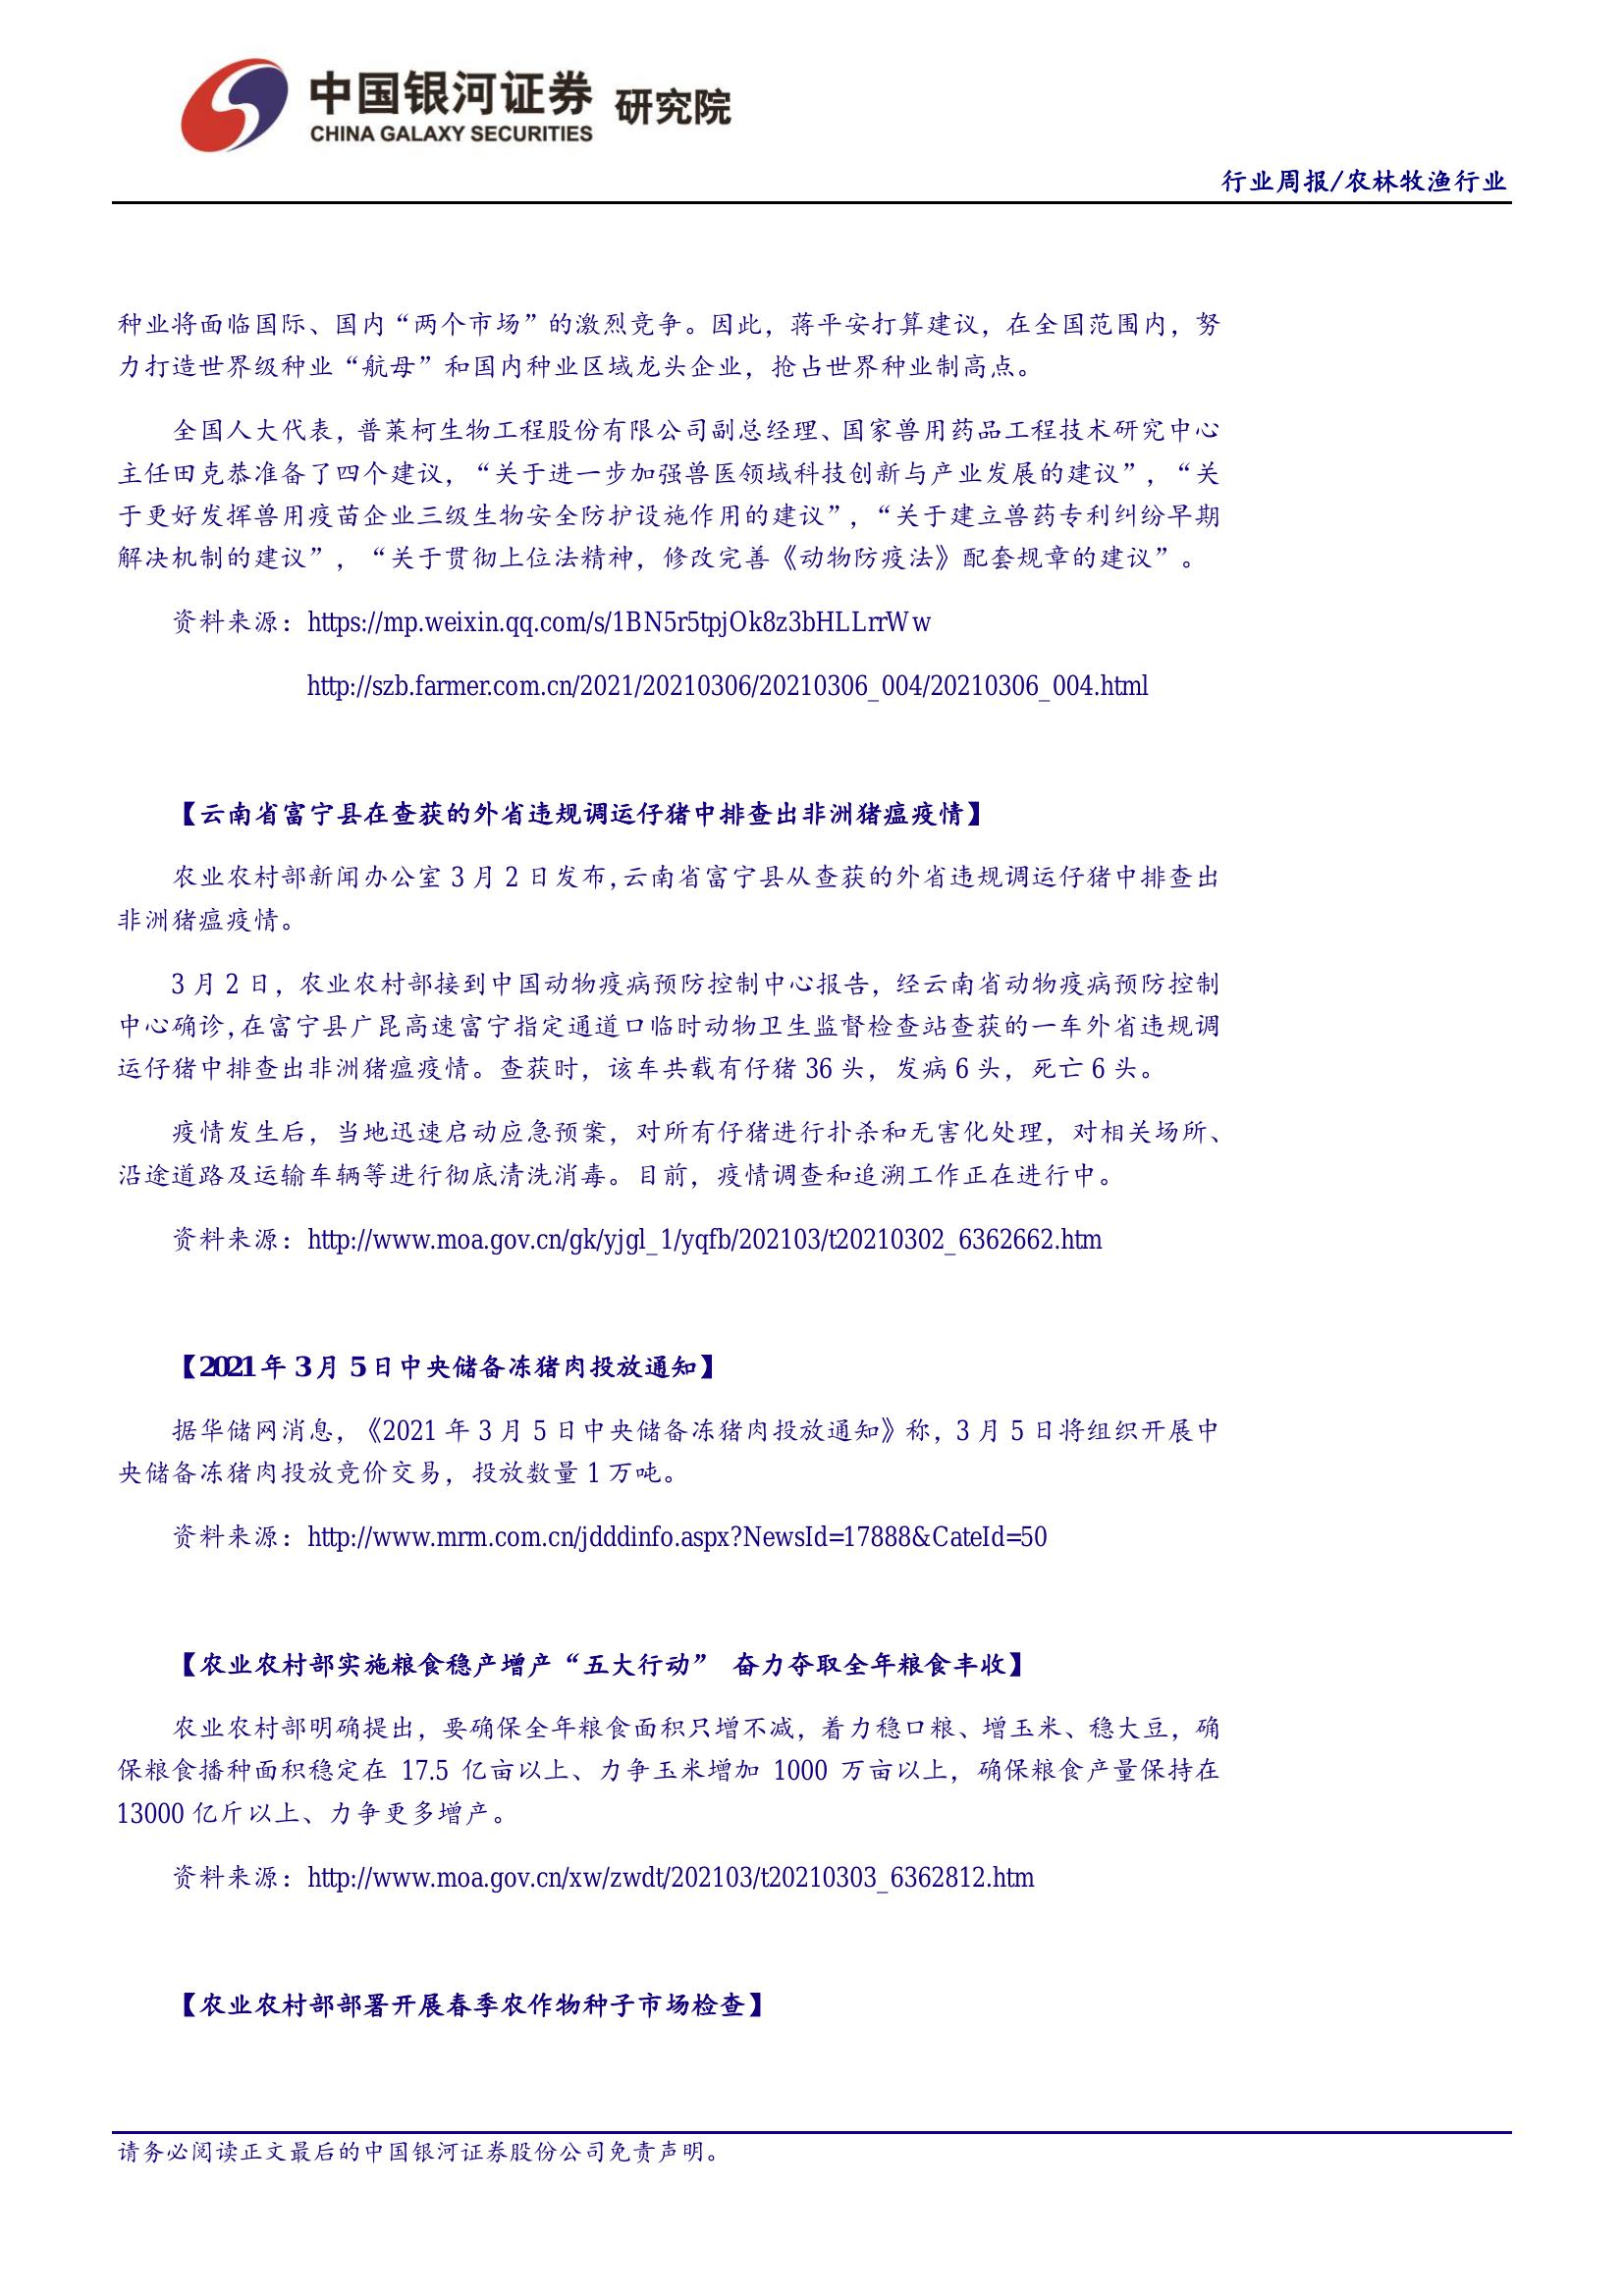 中国银河证券 研究院
CHINA GALAXY SECURITIES
行业周报/农林牧渔行业
种业将面临国际、国内“两个市场”的激烈竞争。因此，蒋平安打算建议，在全国范围内，努
力打造世界级种业“航母”和国内种业区域龙头企业，抢占世界种业制高点。
全国人大代表，普莱柯生物工程股份有限公司副总经理、国家兽用药品工程技术研究中心
主任田克恭准备了四个建议，“关于进一步加强兽医领域科技创新与产业发展的建议”，“关
于更好发挥兽用疫苗企业三级生物安全防护设施作用的建议”，“关于建立兽药专利纠纷早期
解决机制的建议”，“关于贯彻上位法精神，修改完善《动物防疫法》配套规章的建议”。
资料来源：https://mp.weixin.qq.com/s/1BN5r5tpjOk8z3bHLLrrWw
http://szb.farmer.com.cn/2021/20210306/20210306_004/20210306_004.html
【云南省富宁县在查获的外省违规调运仔猪中排查出非洲猪瘟疫情】
农业农村部新闻办公室 3 月 2 日发布，云南省富宁县从查获的外省违规调运仔猪中排查出
非洲猪瘟疫情。
3 月 2 日，农业农村部接到中国动物疫病预防控制中心报告，经云南省动物疫病预防控制
中心确诊，在富宁县广昆高速富宁指定通道口临时动物卫生监督检查站查获的一车外省违规调
运仔猪中排查出非洲猪瘟疫情。查获时，该车共载有仔猪 36 头，发病 6 头，死亡 6 头。
疫情发生后，当地迅速启动应急预案，对所有仔猪进行扑杀和无害化处理，对相关场所、
沿途道路及运输车辆等进行彻底清洗消毒。目前，疫情调查和追溯工作正在进行中。
资料来源：http://www.moa.gov.cn/gk/yjgl_1/yqfb/202103/t20210302_6362662.htm
【2021 年 3 月 5 日中央储备冻猪肉投放通知】
据华储网消息，《2021 年 3 月 5 日中央储备冻猪肉投放通知》称，3 月 5 日将组织开展中
央储备冻猪肉投放竞价交易，投放数量 1 万吨。
资料来源：http://www.mrm.com.cn/jdddinfo.aspx?NewsId=17888&CateId=50
【农业农村部实施粮食稳产增产“五大行动” 奋力夺取全年粮食丰收】
农业农村部明确提出，要确保全年粮食面积只增不减，着力稳口粮、增玉米、稳大豆，确
保粮食播种面积稳定在 17.5 亿亩以上、力争玉米增加 1000 万亩以上，确保粮食产量保持在
13000 亿斤以上、力争更多增产。
资料来源：http://www.moa.gov.cn/xw/zwdt/202103/t20210303_6362812.htm
【农业农村部部署开展春季农作物种子市场检查】
请务必阅读正文最后的中国银河证券股份公司免责声明。